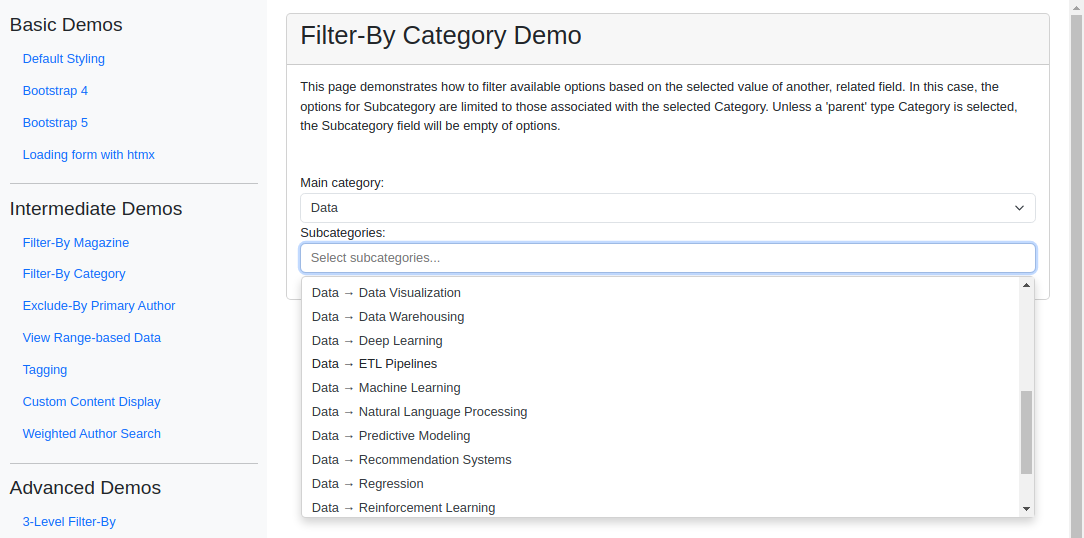 Basic Demos
Default Styling
Bootstrap 4
Bootstrap 5
Loading form with htmx
Intermediate Demos
Filter-By Magazine
Filter-By Category
Exclude-By Primary Author
View Range-based Data
Tagging
Custom Content Display
Weighted Author Search
Advanced Demos
3-Level Filter-By
Filter-By Category Demo
This page demonstrates how to filter available options based on the selected value of another, related field. In this case, the
options for Subcategory are limited to those associated with the selected Category. Unless a 'parent' type Category is selected,
the Subcategory field will be empty of options.
Main category:
Data
Subcategories:
Select subcategories...
Data → Data Visualization
Data → Data Warehousing
Data → Deep Learning
Data → ETL Pipelines
Data → Machine Learning
Data → Natural Language Processing
Data → Predictive Modeling
Data → Recommendation Systems
Data → Regression
Data → Reinforcement Learning